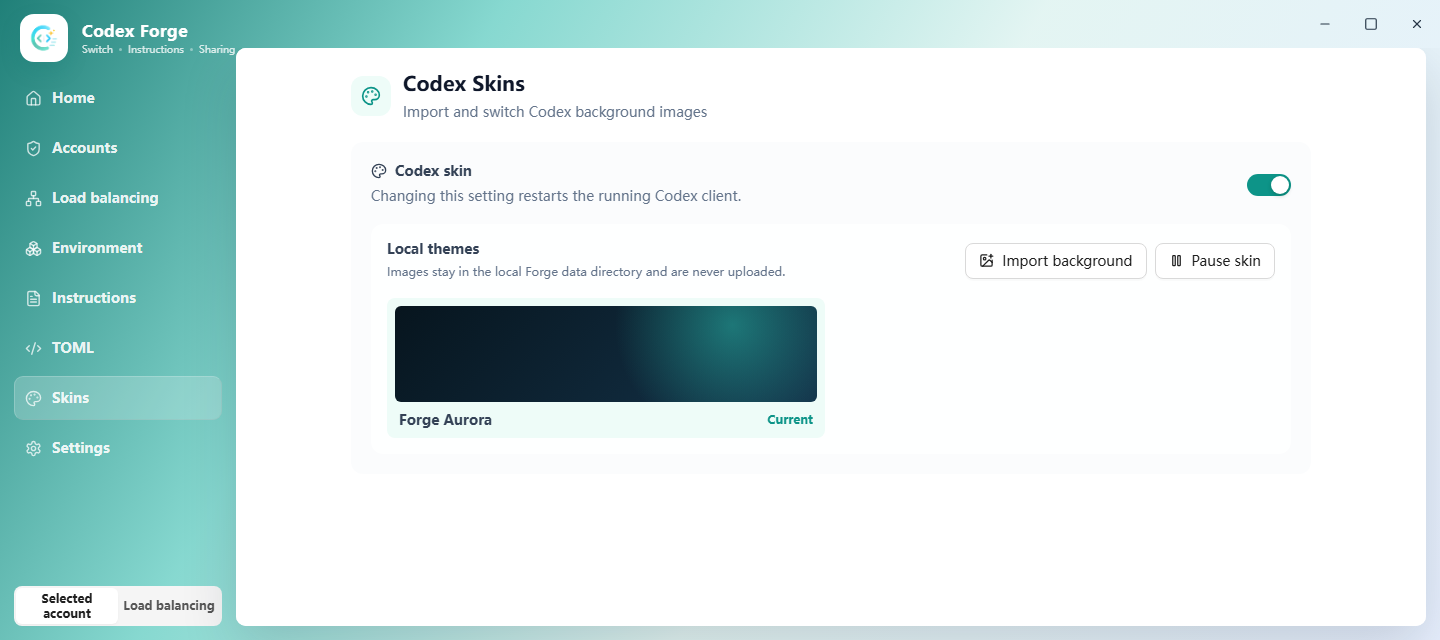 Codex Forge
Switch • Instructions • Sharing
Home
Accounts
Load balancing
Environment
Instructions
TOML
Skins
Settings
Selected
account
Load balancing
Codex Skins
Import and switch Codex background images
Codex skin
Changing this setting restarts the running Codex client.
Local themes
Images stay in the local Forge data directory and are never uploaded.
Import background
Pause skin
Forge Aurora
Current